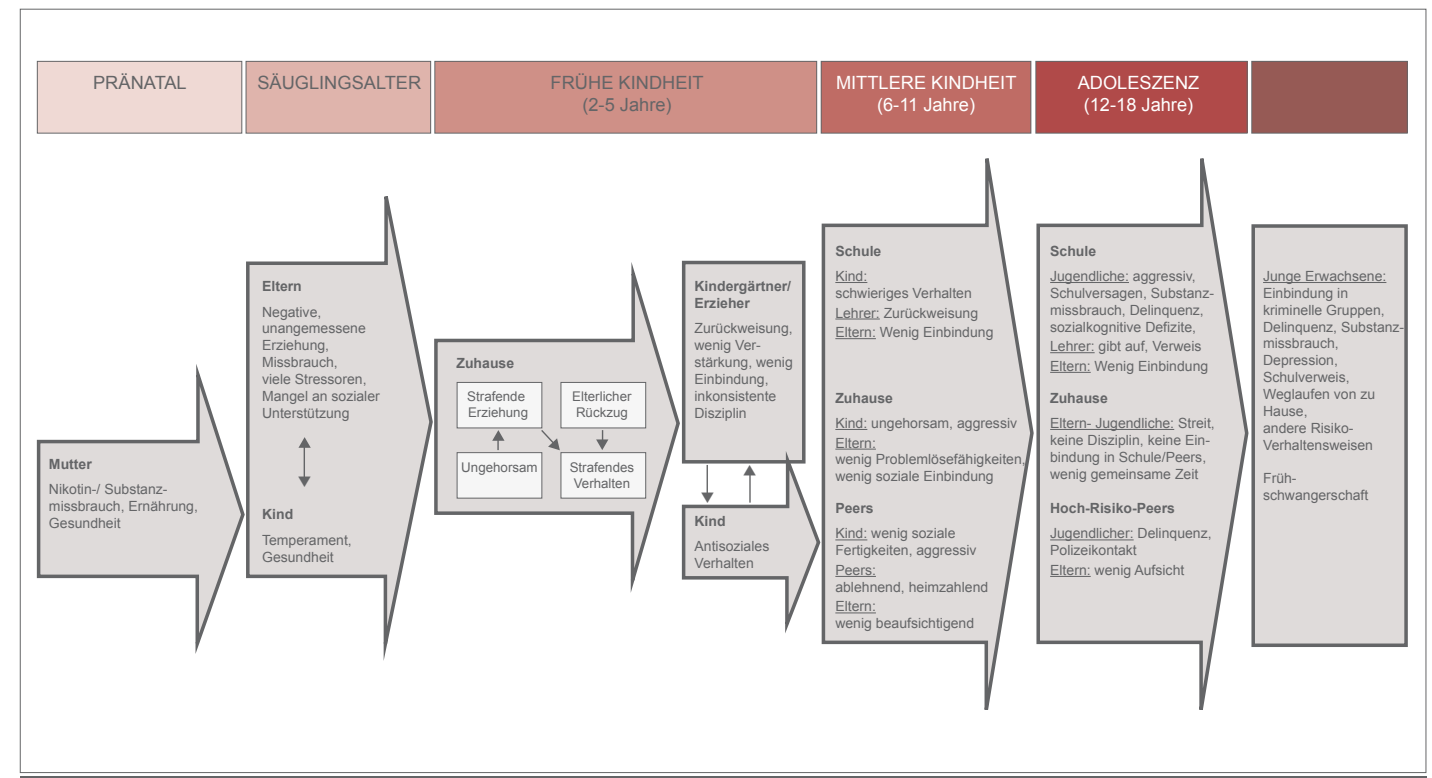 PRÄNATAL
SÄUGLINGSALTER
FRÜHE KINDHEIT
(2-5 Jahre)
MITTLERE KINDHEIT
(6-11 Jahre)
ADOLESZENZ
(12-18 Jahre)
Mutter
Nikotin-/ Substanz-
missbrauch, Ernährung,
Gesundheit
Eltern
Negative,
unangemessene
Erziehung,
Missbrauch,
viele Stressoren,
Mangel an sozialer
Unterstützung
Kind
Temperament,
Gesundheit
Zuhause
Strafende
Erziehung
Elterlicher
Rückzug
Ungehorsam
Strafendes
Verhalten
Kindergärtner/
Erzieher
Zurückweisung,
wenig Ver-
stärkung, wenig
Einbindung,
inkonsistente
Disziplin
Kind
Antisoziales
Verhalten
Schule
Kind:
schwieriges Verhalten
Lehrer: Zurückweisung
Eltern: Wenig Einbindung
Zuhause
Kind: ungehorsam, aggressiv
Eltern:
wenig Problemlösefähigkeiten,
wenig soziale Einbindung
Peers
Kind: wenig soziale
Fertigkeiten, aggressiv
Peers:
ablehnend, heimzahlend
Eltern:
wenig beaufsichtigend
Schule
Jugendliche: aggressiv,
Schulversagen, Substanz-
missbrauch, Delinquenz,
sozialkognitive Defizite,
Lehrer: gibt auf, Verweis
Eltern: Wenig Einbindung
Zuhause
Eltern- Jugendliche: Streit,
keine Disziplin, keine Ein-
bindung in Schule/Peers,
wenig gemeinsame Zeit
Hoch-Risiko-Peers
Jugendlicher: Delinquenz,
Polizeikontakt
Eltern: wenig Aufsicht
Junge Erwachsene:
Einbindung in
kriminelle Gruppen,
Delinquenz, Substanz-
missbrauch,
Depression,
Schulverweis,
Weglaufen von zu
Hause,
andere Risiko-
Verhaltensweisen
Früh-
schwangerschaft